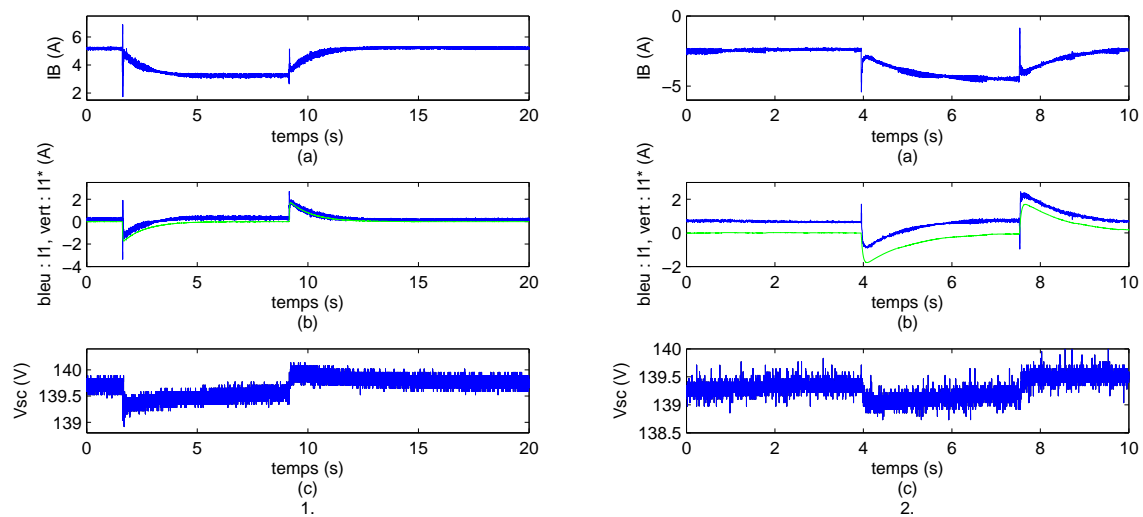 6
4
2
IB (A)
0 5 10 15 20
temps (s)
(a)
2
0
−2
−4
bleu : I1, vert : I1* (A)
0 5 10 15 20
temps (s)
(b)
140
139.5
139
Vsc (V)
0 5 10 15 20
temps (s)
(c)
1.
0
−5
IB (A)
0 2 4 6 8 10
temps (s)
(a)
2
0
−2
bleu : I1, vert : I1* (A)
0 2 4 6 8 10
temps (s)
(b)
140
139.5
139
138.5
Vsc (V)
0 2 4 6 8 10
temps (s)
(c)
2.